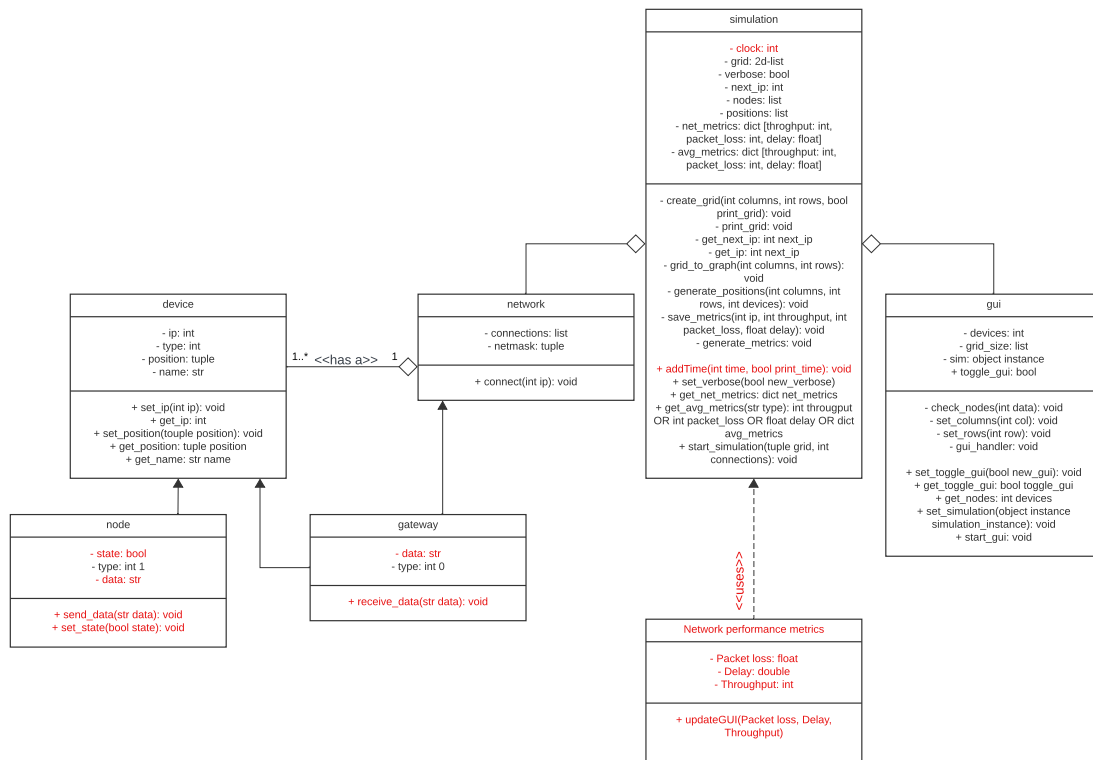 simulation
- clock: int
- grid: 2d-list
- verbose: bool
- next_ip: int
- nodes: list
- positions: list
- net_metrics: dict [throghput: int,
packet_loss: int, delay: float]
- avg_metrics: dict [throughput: int,
packet_loss: int, delay: float]
- create_grid(int columns, int rows, bool
print_grid): void
- print_grid: void
- get_next_ip: int next_ip
- get_ip: int next_ip
- grid_to_graph(int columns, int rows):
void
- generate_positions(int columns, int
rows, int devices): void
- save_metrics(int ip, int throughput, int
packet_loss, float delay): void
- generate_metrics: void
+ addTime(int time, bool print_time): void
+ set_verbose(bool new_verbose)
+ get_net_metrics: dict net_metrics
+ get_avg_metrics(str type): int througput
OR int packet_loss OR float delay OR dict
avg_metrics
+ start_simulation(tuple grid, int
connections): void
device
- ip: int
- type: int
- position: tuple
- name: str
+ set_ip(int ip): void
+ get_ip: int
+ set_position(touple position): void
+ get_position: tuple position
+ get_name: str name
1..* <<has a>> 1
network
- connections: list
- netmask: tuple
+ connect(int ip): void
gui
- devices: int
- grid_size: list
- sim: object instance
+ toggle_gui: bool
- check_nodes(int data): void
- set_columns(int col): void
- set_rows(int row): void
- gui_handler: void
+ set_toggle_gui(bool new_gui): void
+ get_toggle_gui: bool toggle_gui
+ get_nodes: int devices
+ set_simulation(object instance
simulation_instance): void
+ start_gui: void
node
- state: bool
- type: int 1
- data: str
+ send_data(str data): void
+ set_state(bool state): void
gateway
- data: str
- type: int 0
+ receive_data(str data): void
<<uses>>
Network performance metrics
- Packet loss: float
- Delay: double
- Throughput: int
+ updateGUI(Packet loss, Delay,
Throughput)